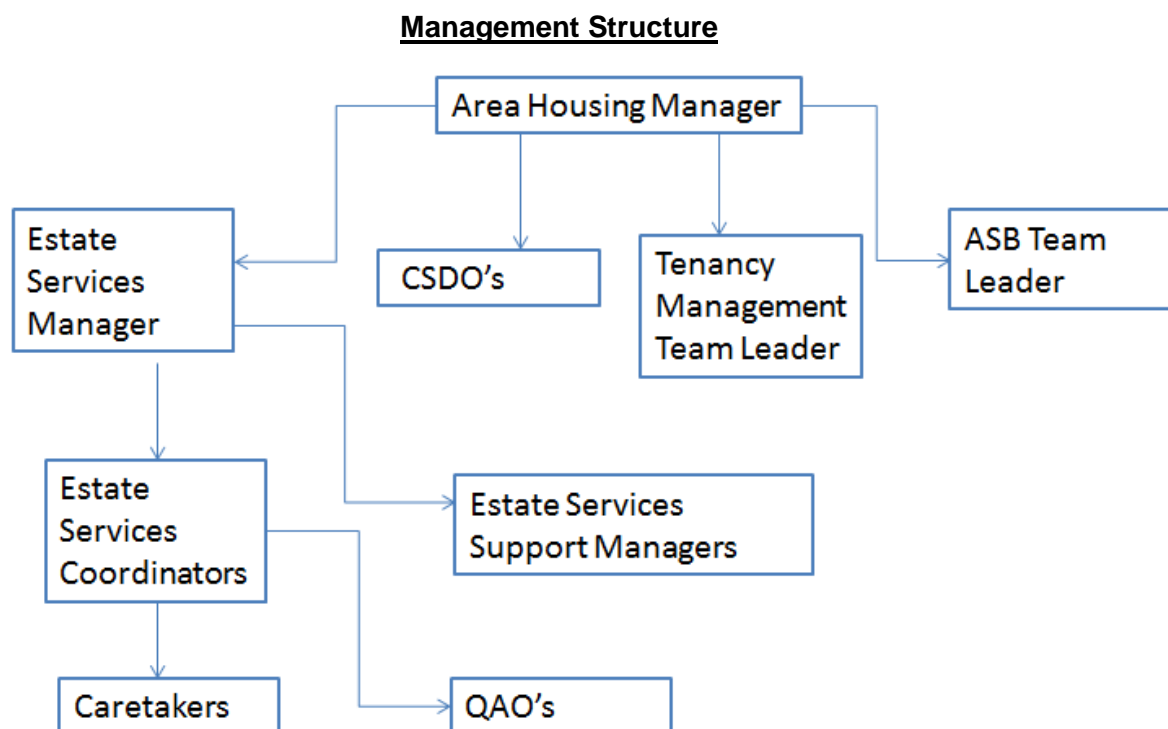 Management Structure
Area Housing Manager
Estate
Services
Manager
CSDO's
Tenancy
Management
Team Leader
ASB Team
Leader
Estate
Services
Coordinators
Estate Services
Support Managers
Caretakers
QAO's